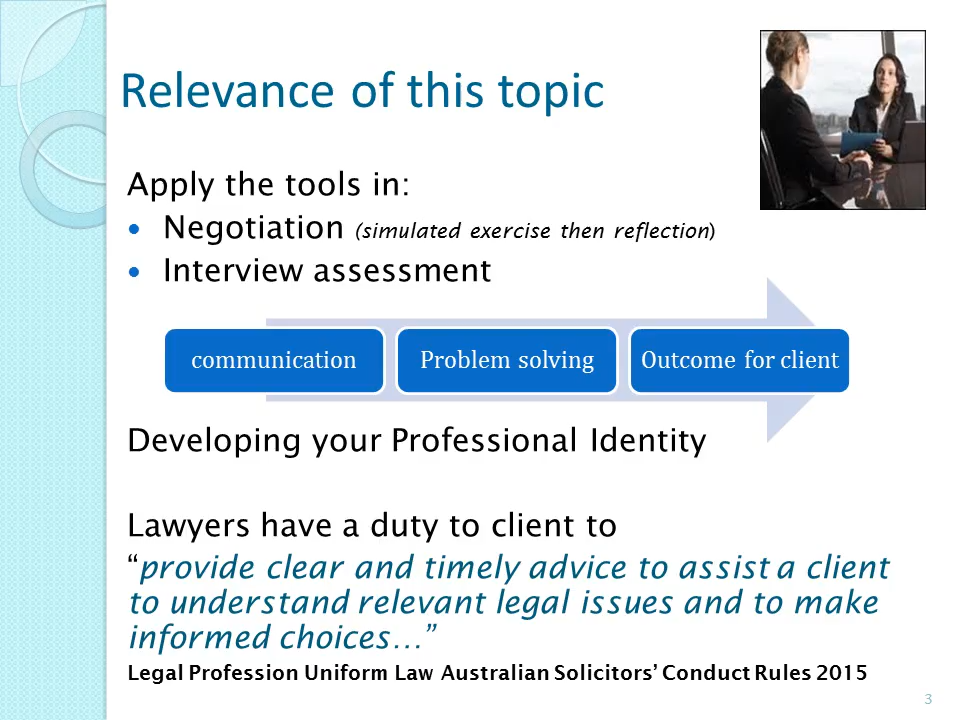 Relevance of this topic
Apply the tools in:
• Negotiation (simulated exercise then reflection)
• Interview assessment
communication
Problem solving
Outcome for client
Developing your Professional Identity
Lawyers have a duty to client to
“provide clear and timely advice to assist a client
to understand relevant legal issues and to make
informed choices…”
Legal Profession Uniform Law Australian Solicitors’ Conduct Rules 2015
3